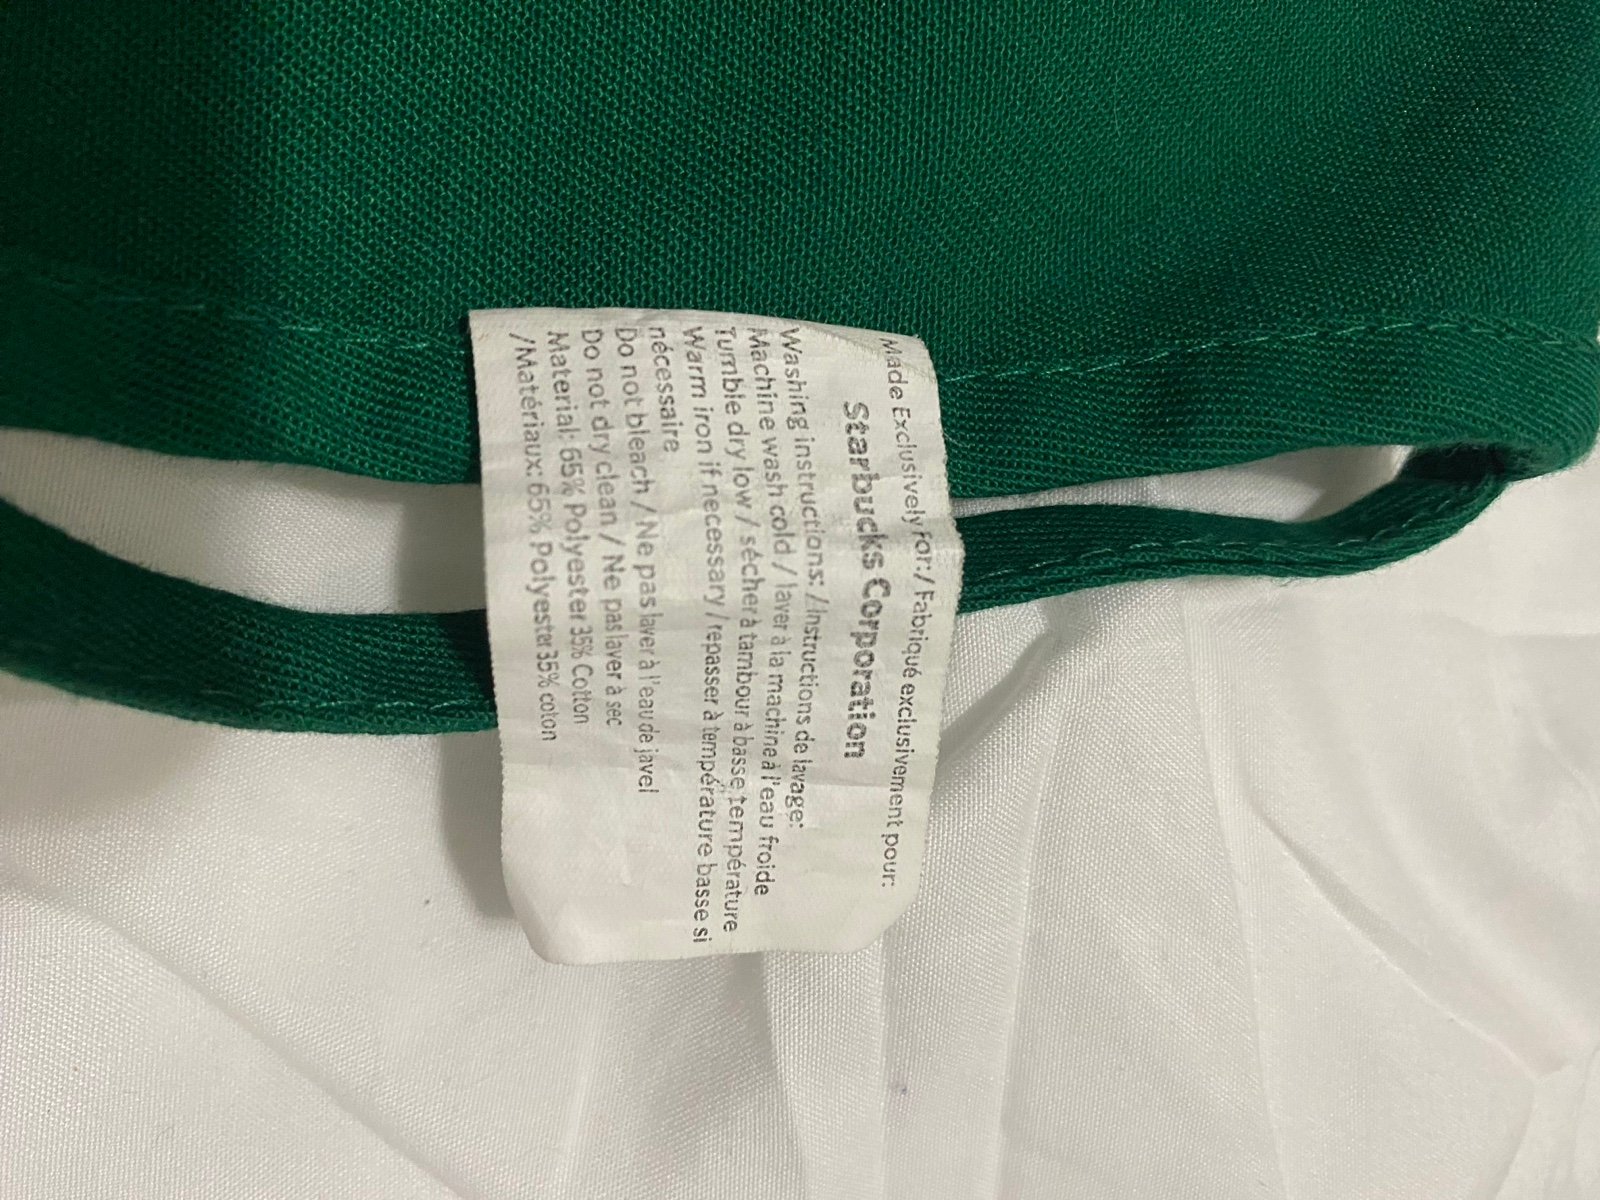 Made Exclusively For: / Fabriqué exclusivement pour:
Starbucks Corporation
Washing instructions: / Instructions de lavage:
Machine wash cold / laver à la machine à l'eau froide
Tumble dry low / sécher à tambour à basse température
Warm iron if necessary / repasser à température basse si
nécessaire
Do not bleach / Ne pas laver à l'eau de javel
Do not dry clean / Ne pas laver à sec
Material: 65% Polyester 35% Cotton
/Matériaux: 65% Polyester 35% coton